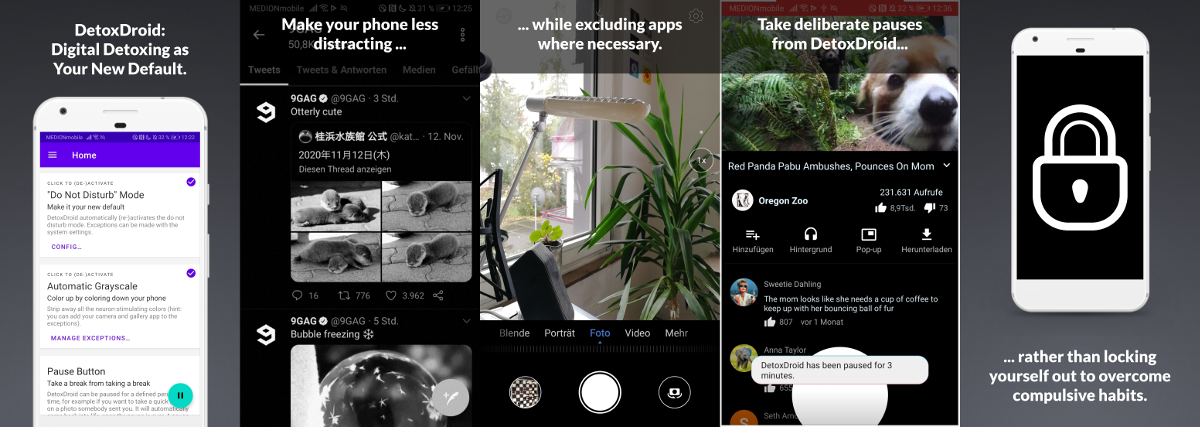 DetoxDroid:
Digital Detoxing as
Your New Default.
MEDIONmobile
32 % 12:22
Home
CLICK TO (DE-)ACTIVATE
"Do Not Disturb" Mode
Make it your new default
DetoxDroid automatically (re-)activates the do not
disturb mode. Exceptions can be made with the
system settings.
CONFIG…
CLICK TO (DE-)ACTIVATE
Automatic Grayscale
Color up by coloring down your phone
Strip away all the neuron stimulating colors (hint:
you can add your camera and gallery app to the
exceptions).
MANAGE EXCEPTIONS…
Pause Button
Take a break from taking a break
DetoxDroid can be paused for a defined
time, for example if you want to take a quick
on a photo somebody sent you. It will automatically
MEDIONmobile
31 % 12:25
Make your phone less
distracting ...
9GAG
50,8K
Tweets
Tweets & Antworten
Medien
Gefäll
9GAG @9GAG · 3 Std.
Otterly cute
桂浜水族館 公式 @kat… · 12. Nov.
2020年11月12日(木)
Diesen Thread anzeigen
16
776
3.962
9GAG @9GAG · 5 Std.
Bubble freezing
... while excluding apps
where necessary.
1x
Blende
Porträt
Foto
Video
Mehr
MEDIONmobile
31 % 12:36
Take deliberate pauses
from DetoxDroid...
Red Panda Pabu Ambushes, Pounces On Mom
231.631 Aufrufe
Oregon Zoo
8,9Tsd.
73
Hinzufügen
Hintergrund
Pop-up
Herunterladen
Sweetie Dahling
The mom looks like she needs a cup of coffee to
keep up with her bouncing ball of fur
807 vor 1 Monat
Anna Taylor
DetoxDroid has been paused for 3
minutes.
655
S
Seth Am
... rather than locking
yourself out to overcome
compulsive habits.